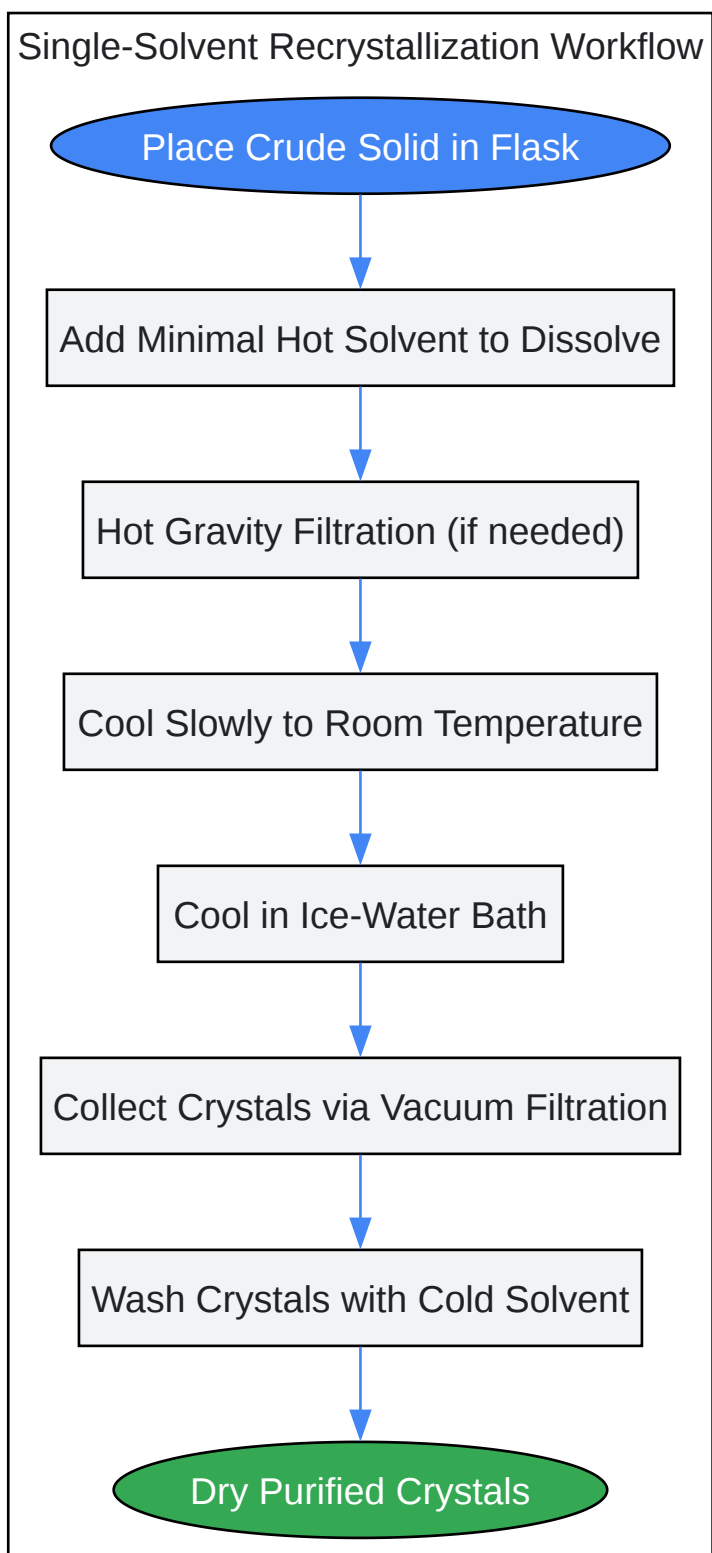 Single-Solvent Recrystallization Workflow
Place Crude Solid in Flask
Add Minimal Hot Solvent to Dissolve
Hot Gravity Filtration (if needed)
Cool Slowly to Room Temperature
Cool in Ice-Water Bath
Collect Crystals via Vacuum Filtration
Wash Crystals with Cold Solvent
Dry Purified Crystals